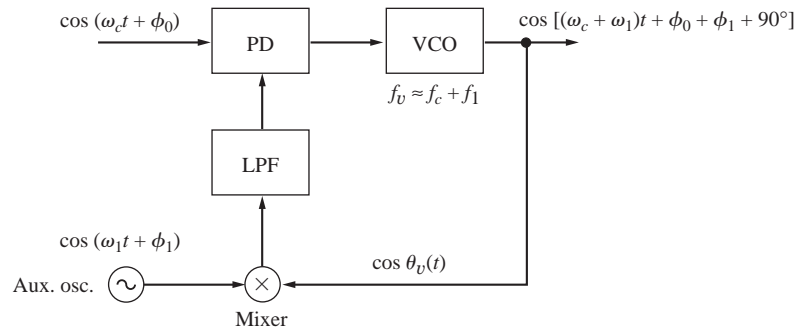 cos (ω_c t + ϕ_0)
PD
VCO
cos [(ω_c + ω_1)t + ϕ_0 + ϕ_1 + 90°]
f_v ≈ f_c + f_1
LPF
cos (ω_1 t + ϕ_1)
cos θ_v(t)
Aux. osc.
×
Mixer